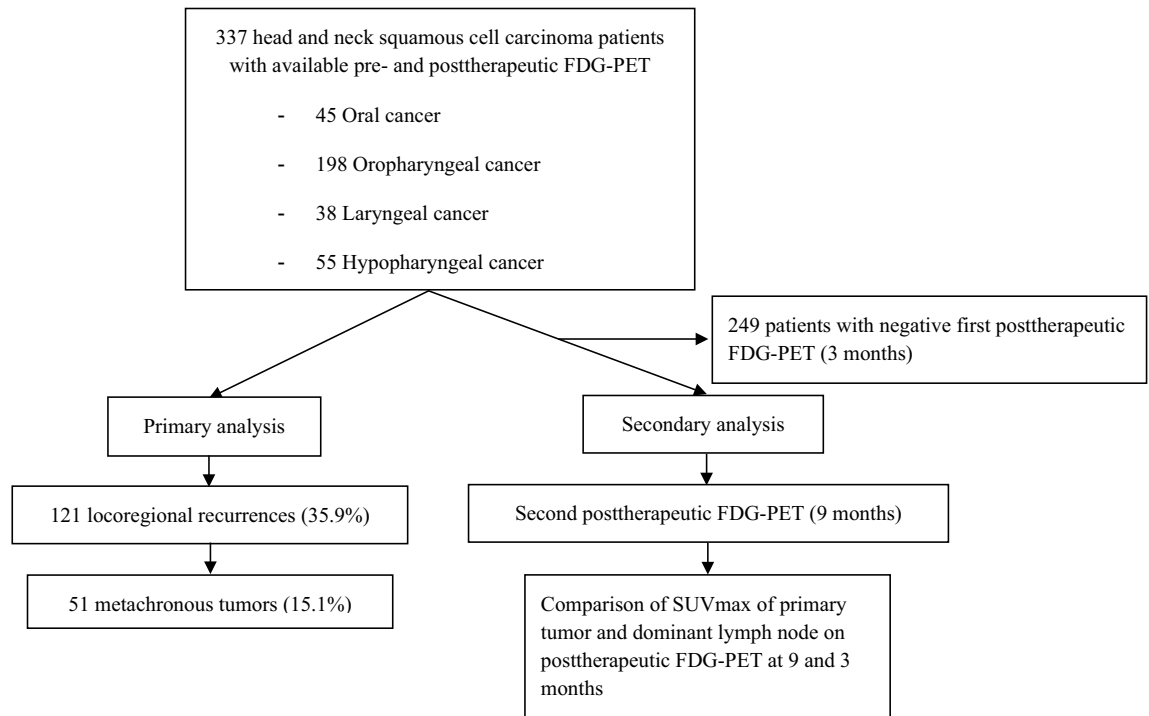 337 head and neck squamous cell carcinoma patients
with available pre- and posttherapeutic FDG-PET
- 45 Oral cancer
- 198 Oropharyngeal cancer
- 38 Laryngeal cancer
- 55 Hypopharyngeal cancer
249 patients with negative first posttherapeutic
FDG-PET (3 months)
Primary analysis
Secondary analysis
121 locoregional recurrences (35.9%)
Second posttherapeutic FDG-PET (9 months)
51 metachronous tumors (15.1%)
Comparison of SUVmax of primary
tumor and dominant lymph node on
posttherapeutic FDG-PET at 9 and 3
months